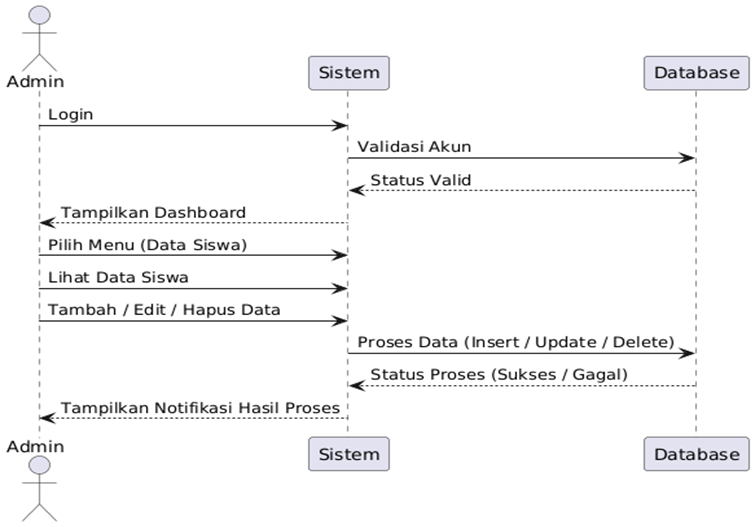 Admin
Sistem
Database
Login
Validasi Akun
Status Valid
Tampilkan Dashboard
Pilih Menu (Data Siswa)
Lihat Data Siswa
Tambah / Edit / Hapus Data
Proses Data (Insert / Update / Delete)
Status Proses (Sukses / Gagal)
Tampilkan Notifikasi Hasil Proses
Admin
Sistem
Database